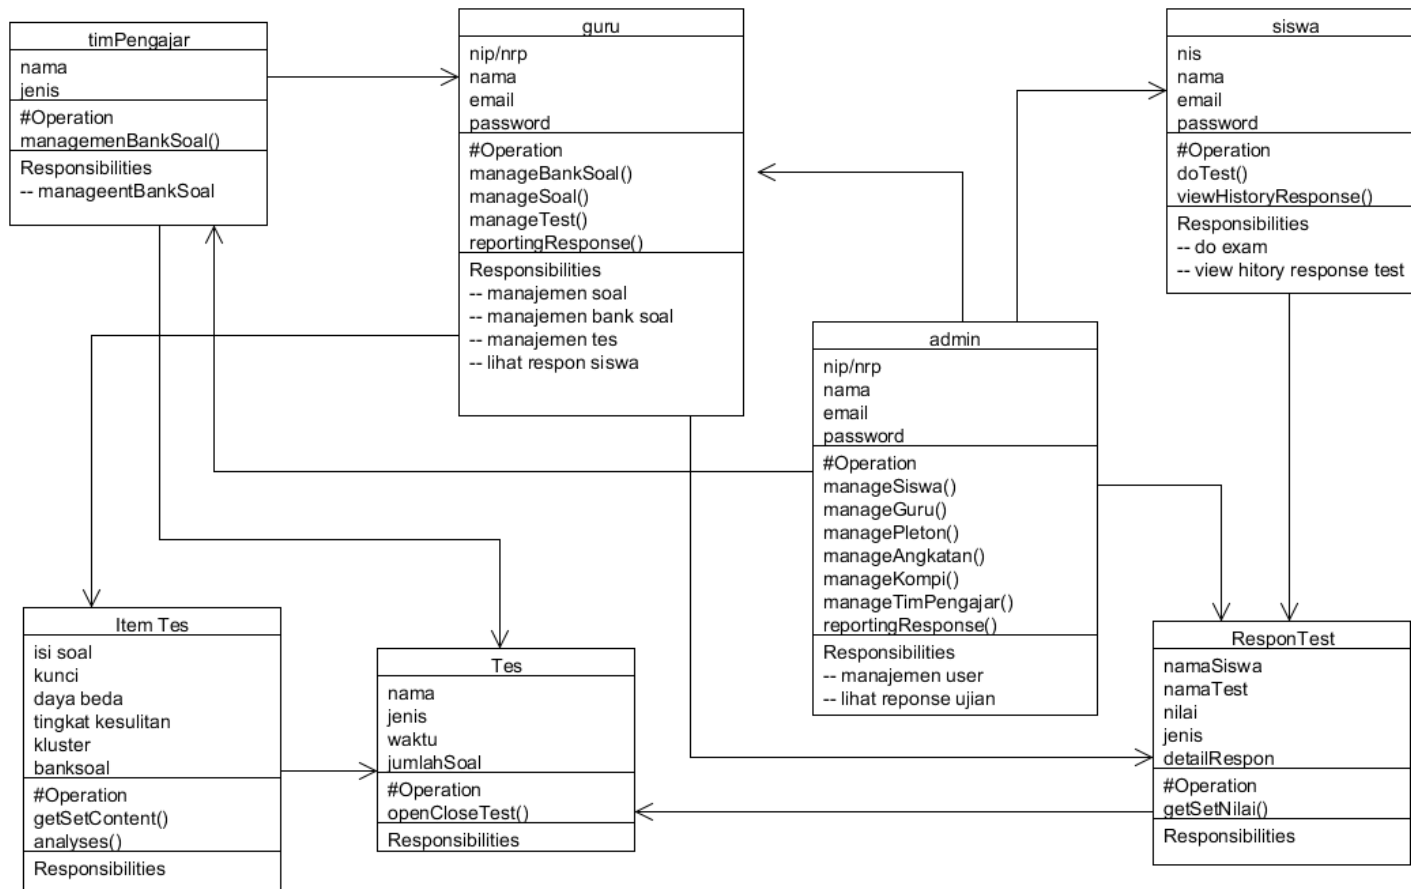 timPengajar
nama
jenis
#Operation
managemenBankSoal()
Responsibilities
-- manageentBankSoal
guru
nip/nrp
nama
email
password
#Operation
manageBankSoal()
manageSoal()
manageTest()
reportingResponse()
Responsibilities
-- manajemen soal
-- manajemen bank soal
-- manajemen tes
-- lihat respon siswa
siswa
nis
nama
email
password
#Operation
doTest()
viewHistoryResponse()
Responsibilities
-- do exam
-- view hitory response test
admin
nip/nrp
nama
email
password
#Operation
manageSiswa()
manageGuru()
managePleton()
manageAngkatan()
manageKompi()
manageTimPengajar()
reportingResponse()
Responsibilities
-- manajemen user
-- lihat reponse ujian
Item Tes
isi soal
kunci
daya beda
tingkat kesulitan
kluster
banksoal
#Operation
getSetContent()
analyses()
Responsibilities
Tes
nama
jenis
waktu
jumlahSoal
#Operation
openCloseTest()
Responsibilities
ResponTest
namaSiswa
namaTest
nilai
jenis
detailRespon
#Operation
getSetNilai()
Responsibilities